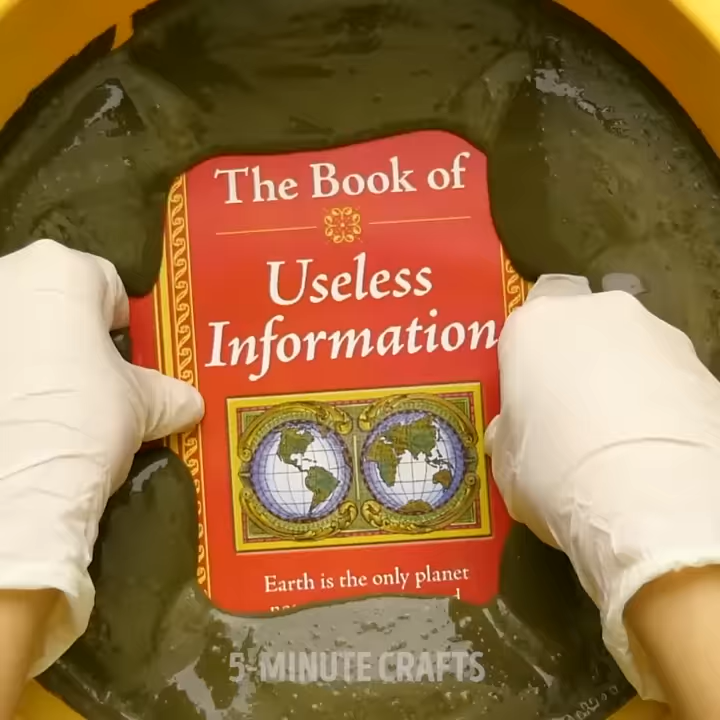 The Book of
Useless
Information
Earth is the only planet
5-MINUTE CRAFTS